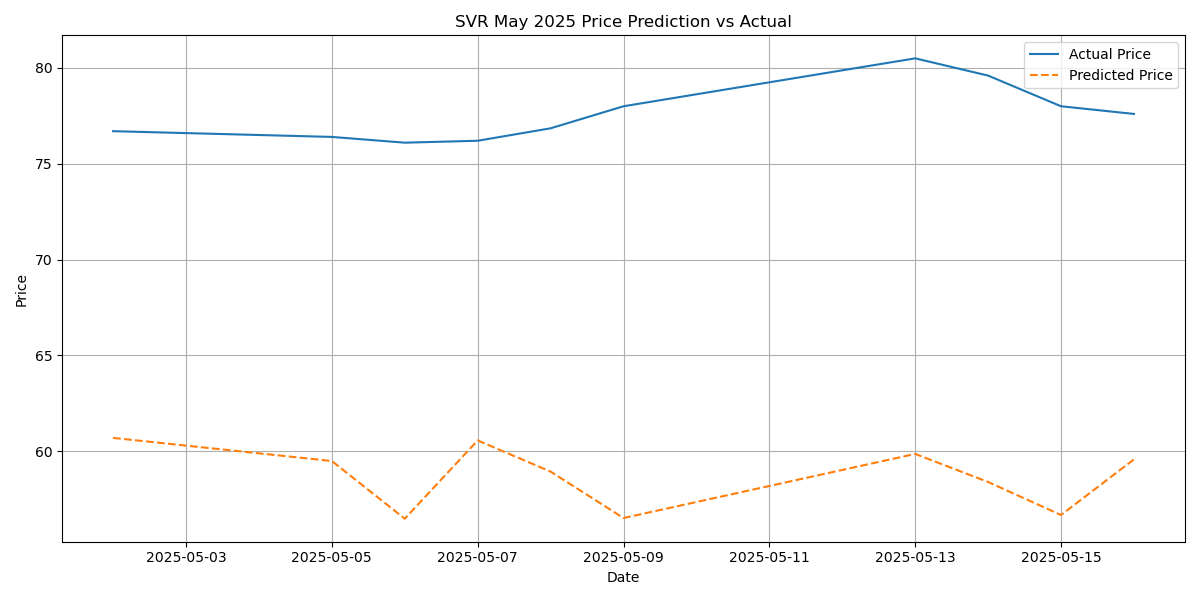 SVR May 2025 Price Prediction vs Actual
Actual Price
Predicted Price
80
75
70
65
60
Price
2025-05-03
2025-05-05
2025-05-07
2025-05-09
2025-05-11
2025-05-13
2025-05-15
Date